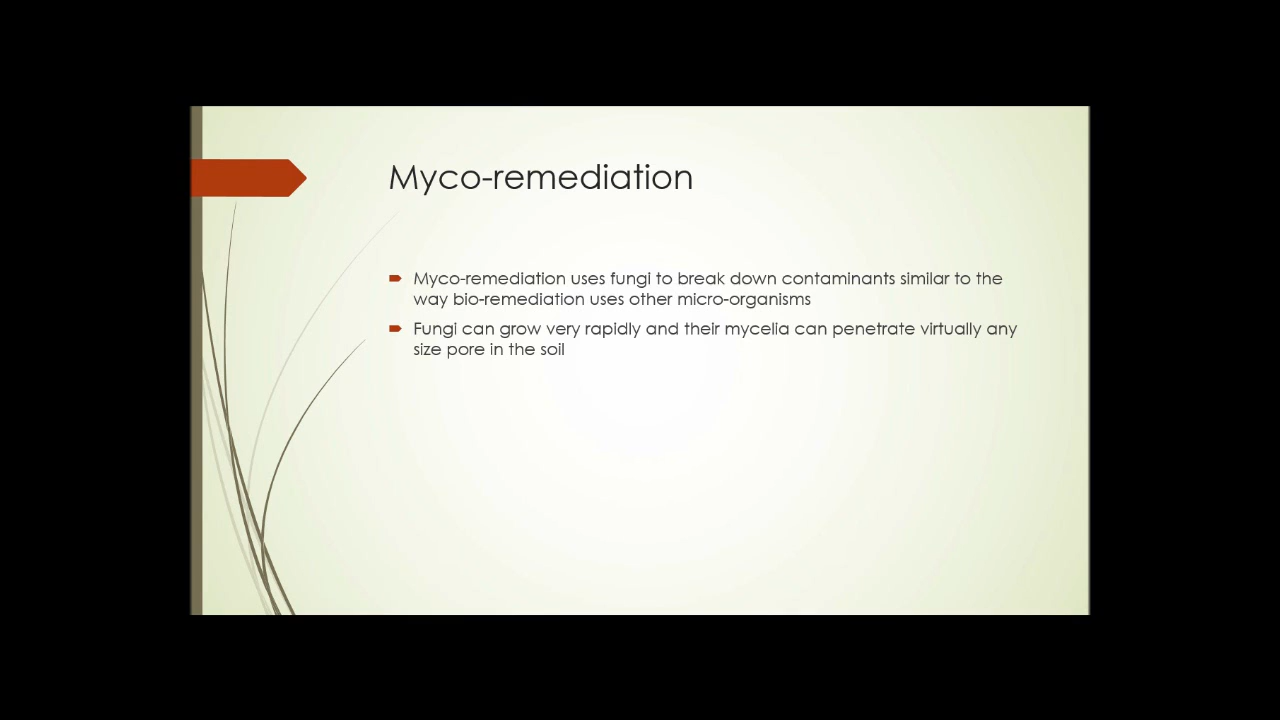 Myco-remediation
Myco-remediation uses fungi to break down contaminants similar to the
way bio-remediation uses other micro-organisms
Fungi can grow very rapidly and their mycelia can penetrate virtually any
size pore in the soil